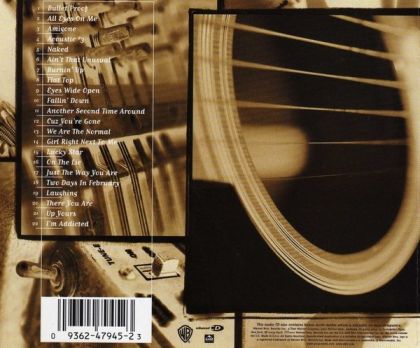 1 Bullet Proof
2 All Eyes On Me
3 Amigone
4 Acoustic #3
5 Naked
6 Ain't That Unusual
7 Burnin' Up
8 Flat Top
9 Eyes Wide Open
10 Fallin' Down
11 Another Second Time Around
12 Cuz You're Gone
13 We Are The Normal
14 Girl Right Next To Me
15 Lucky Star
16 On The Lie
17 Just The Way You Are
18 Two Days In February
19 Laughing
20 There You Are
21 Up Yours
22 I'm Addicted
TONE
0 9362-47945-2 3
WB
enhanced CD